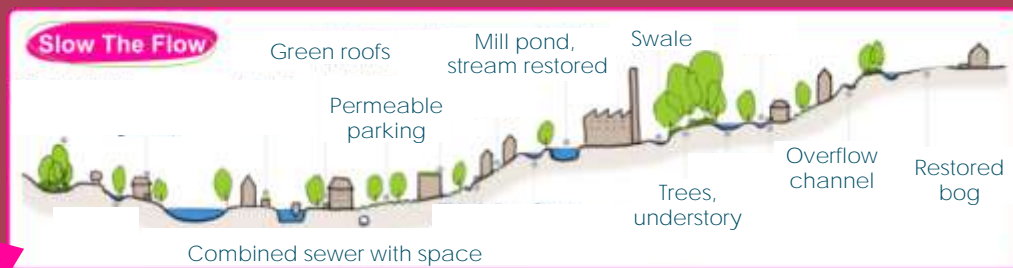 Slow The Flow
Green roofs
Mill pond,
stream restored
Swale
Permeable
parking
Overflow
channel
Restored
bog
Trees,
understory
Combined sewer with space